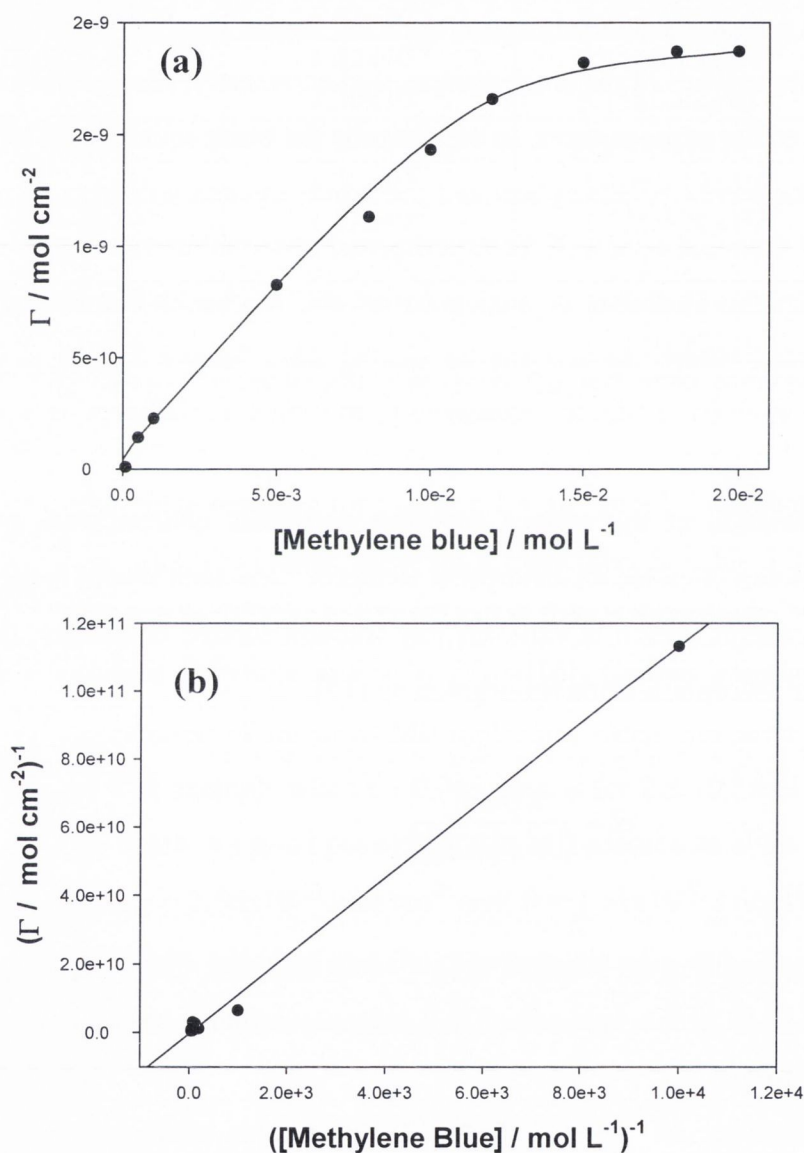 (a)
2e-9
2e-9
1e-9
5e-10
0
Γ / mol cm-2
0.0 5.0e-3 1.0e-2 1.5e-2 2.0e-2
[Methylene blue] / mol L-1
(b)
1.2e+11
1.0e+11
8.0e+10
6.0e+10
4.0e+10
2.0e+10
0.0
(Γ / mol cm-2)-1
0.0 2.0e+3 4.0e+3 6.0e+3 8.0e+3 1.0e+4 1.2e+4
([Methylene Blue] / mol L-1)-1